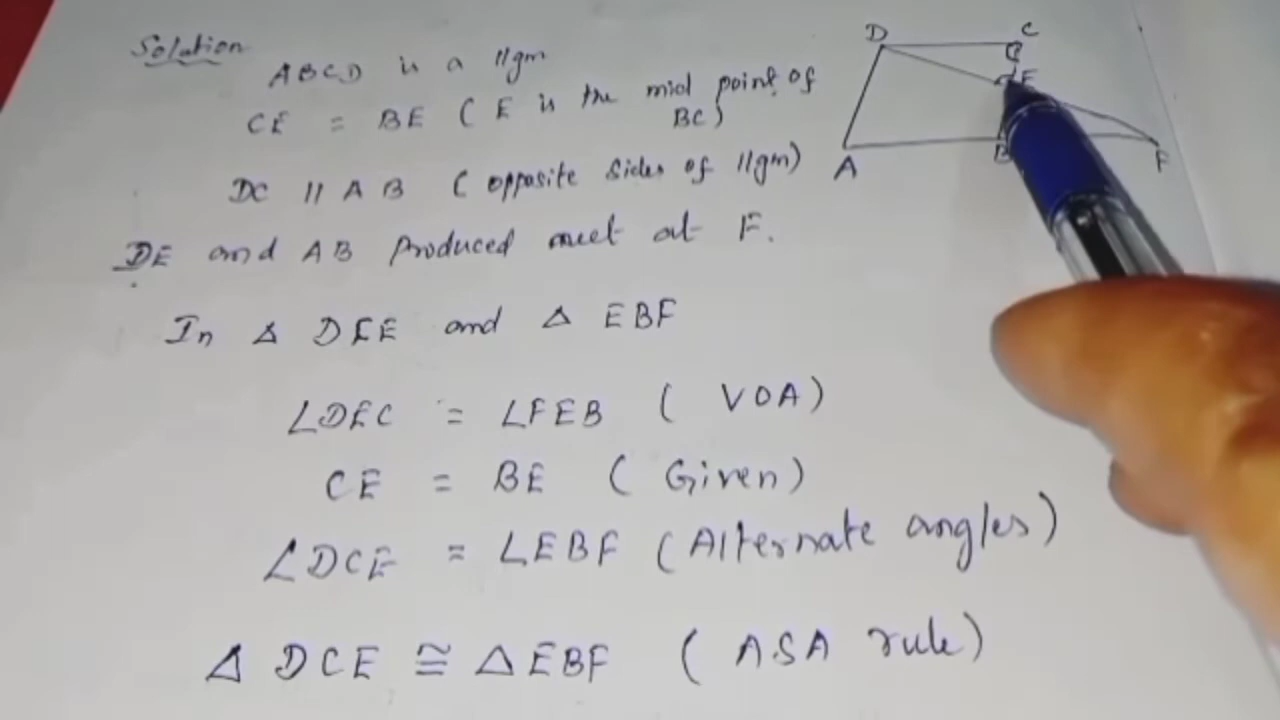 Solution
ABCD is a ||gm
CE = BE ( E is the mid point of
BC)
DC || AB ( opposite sides of ||gm)
DE and AB produced meet at F.
In Δ DCE and Δ EBF
∠DEC = ∠FEB ( VOA)
CE = BE ( Given)
∠DCE = ∠EBF (Alternate angles)
Δ DCE ≅ Δ EBF ( ASA rule)
D C
E
A B F